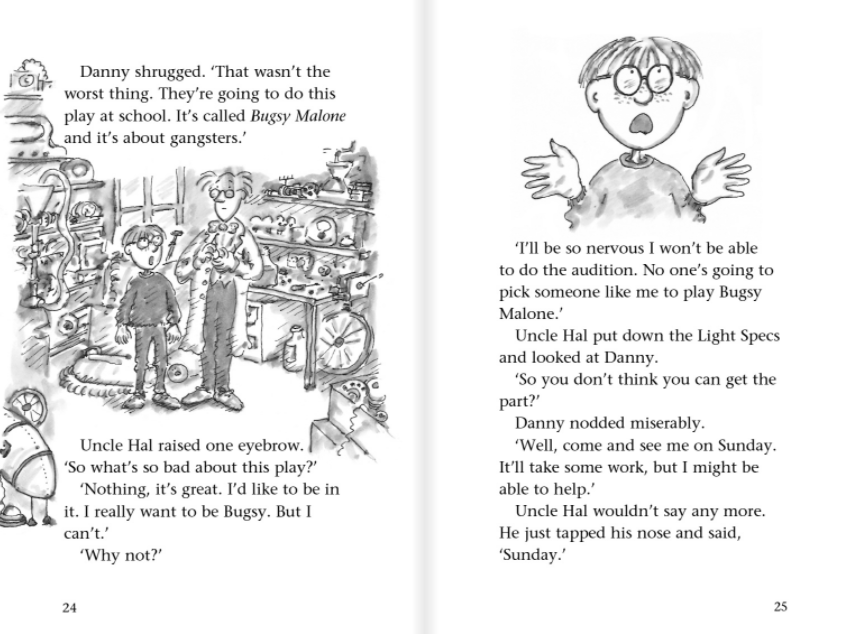 Danny shrugged. ‘That wasn’t the
worst thing. They’re going to do this
play at school. It’s called Bugsy Malone
and it’s about gangsters.’
Uncle Hal raised one eyebrow.
‘So what’s so bad about this play?’
‘Nothing, it’s great. I’d like to be in
it. I really want to be Bugsy. But I
can’t.’
‘Why not?’
24
‘I’ll be so nervous I won’t be able
to do the audition. No one’s going to
pick someone like me to play Bugsy
Malone.’
Uncle Hal put down the Light Specs
and looked at Danny.
‘So you don’t think you can get the
part?’
Danny nodded miserably.
‘Well, come and see me on Sunday.
It’ll take some work, but I might be
able to help.’
Uncle Hal wouldn’t say any more.
He just tapped his nose and said,
‘Sunday.’
25